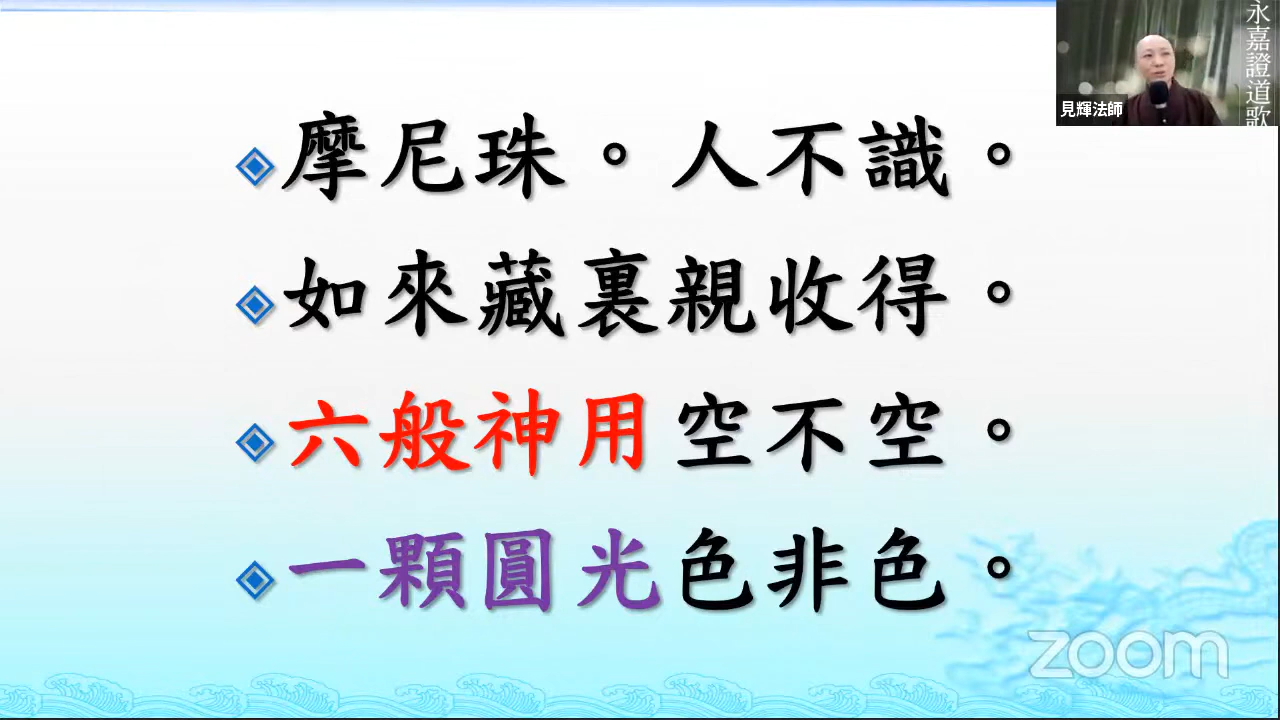 摩尼珠。人不識。
如來藏裏親收得。
六般神用空不空。
一顆圓光色非色。
永嘉證道歌
見輝法師
zoom